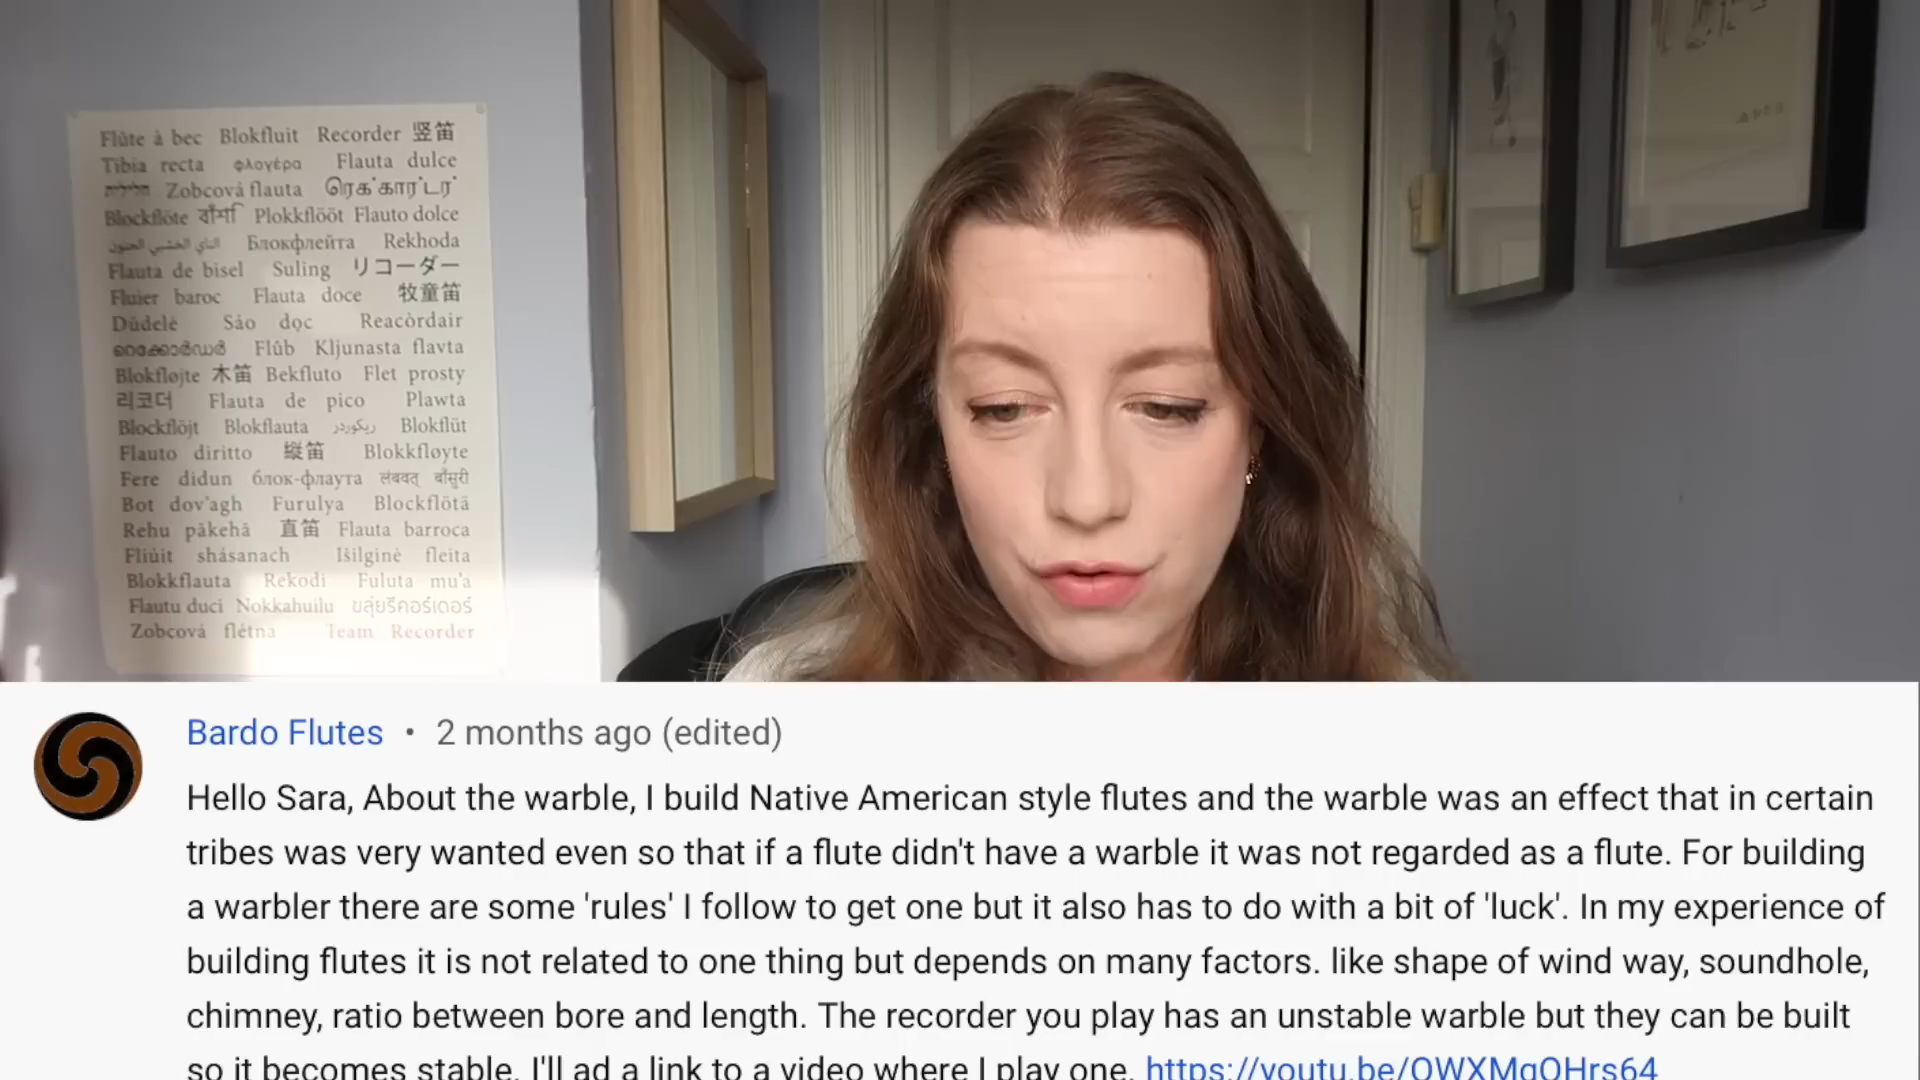 Flûte à bec Blokfluit Recorder 竖笛
Tibia recta φλογέρα Flauta dulce
חלילית Zobcová flauta ரெக்கார்டர்
Blockflöte বাঁশি Plokkflööt Flauto dolce
الناي الخشبي Блокфлейта Rekhoda
Flauta de bisel Suling リコーダー
Fluier baroc Flauta doce 牧童笛
Dūdelė Sáo dọc Reacòrdair
റെക്കോർഡർ Flûb Kljunasta flavta
Blokfløjte 木笛 Bekfluto Flet prosty
리코더 Flauta de pico Plawta
Blockflöjt Blokflauta ريكوردر Blokflüt
Flauto diritto 縦笛 Blokkfløyte
Fere didun блок-флаута लंबवत् बाँसुरी
Bot dov'agh Furulya Blockflötä
Rehu pākehā 直笛 Flauta barroca
Fliúit shásanach Išilginė fleita
Blokkflauta Rekodi Fuluta mu'a
Flautu duci Nokkahuilu ขลุ่ยรีคอร์เดอร์
Zobcová flétna Team Recorder
Bardo Flutes • 2 months ago (edited)
Hello Sara, About the warble, I build Native American style flutes and the warble was an effect that in certain
tribes was very wanted even so that if a flute didn't have a warble it was not regarded as a flute. For building
a warbler there are some 'rules' I follow to get one but it also has to do with a bit of 'luck'. In my experience of
building flutes it is not related to one thing but depends on many factors. like shape of wind way, soundhole,
chimney, ratio between bore and length. The recorder you play has an unstable warble but they can be built
so it becomes stable. I'll ad a link to a video where I play one. https://youtu.be/OWXMgOHrs64